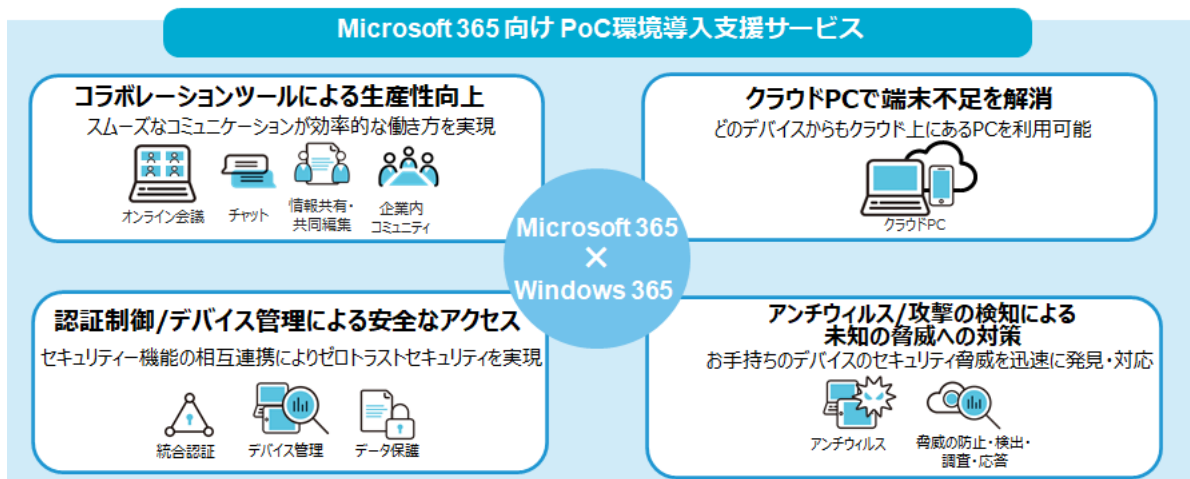 Microsoft 365 向け PoC環境導入支援サービス
コラボレーションツールによる生産性向上
スムーズなコミュニケーションが効率的な働き方を実現
オンライン会議
チャット
情報共有・
共同編集
企業内
コミュニティ
クラウドPCで端末不足を解消
どのデバイスからもクラウド上にあるPCを利用可能
クラウドPC
Microsoft 365
×
Windows 365
認証制御/デバイス管理による安全なアクセス
セキュリティー機能の相互連携によりゼロトラストセキュリティを実現
統合認証
デバイス管理
データ保護
アンチウィルス/攻撃の検知による
未知の脅威への対策
お手持ちのデバイスのセキュリティ脅威を迅速に発見・対応
アンチウィルス
脅威の防止・検出・
調査・応答